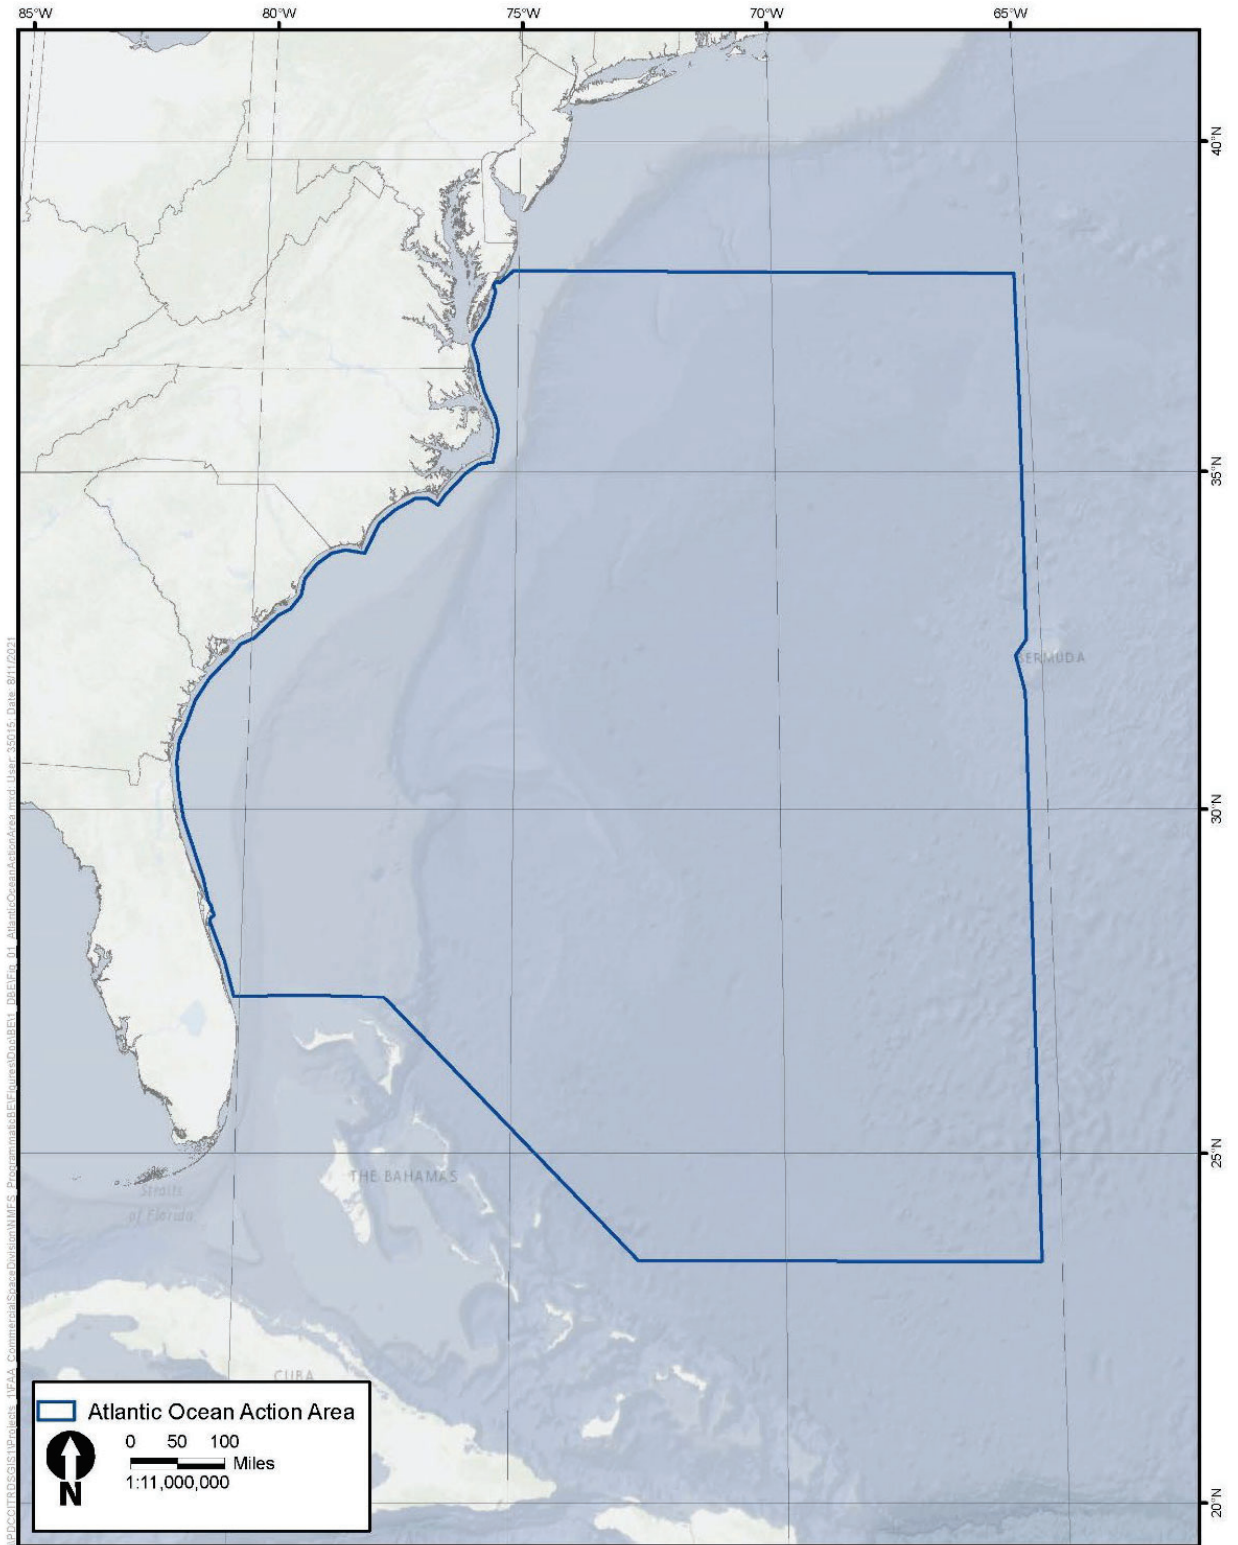 85°W 80°W 75°W 70°W 65°W
40°N
35°N
BERMUDA
30°N
25°N
THE BAHAMAS
Straits
of Florida
CUBA
20°N
Atlantic Ocean Action Area
0 50 100
Miles
1:11,000,000
N